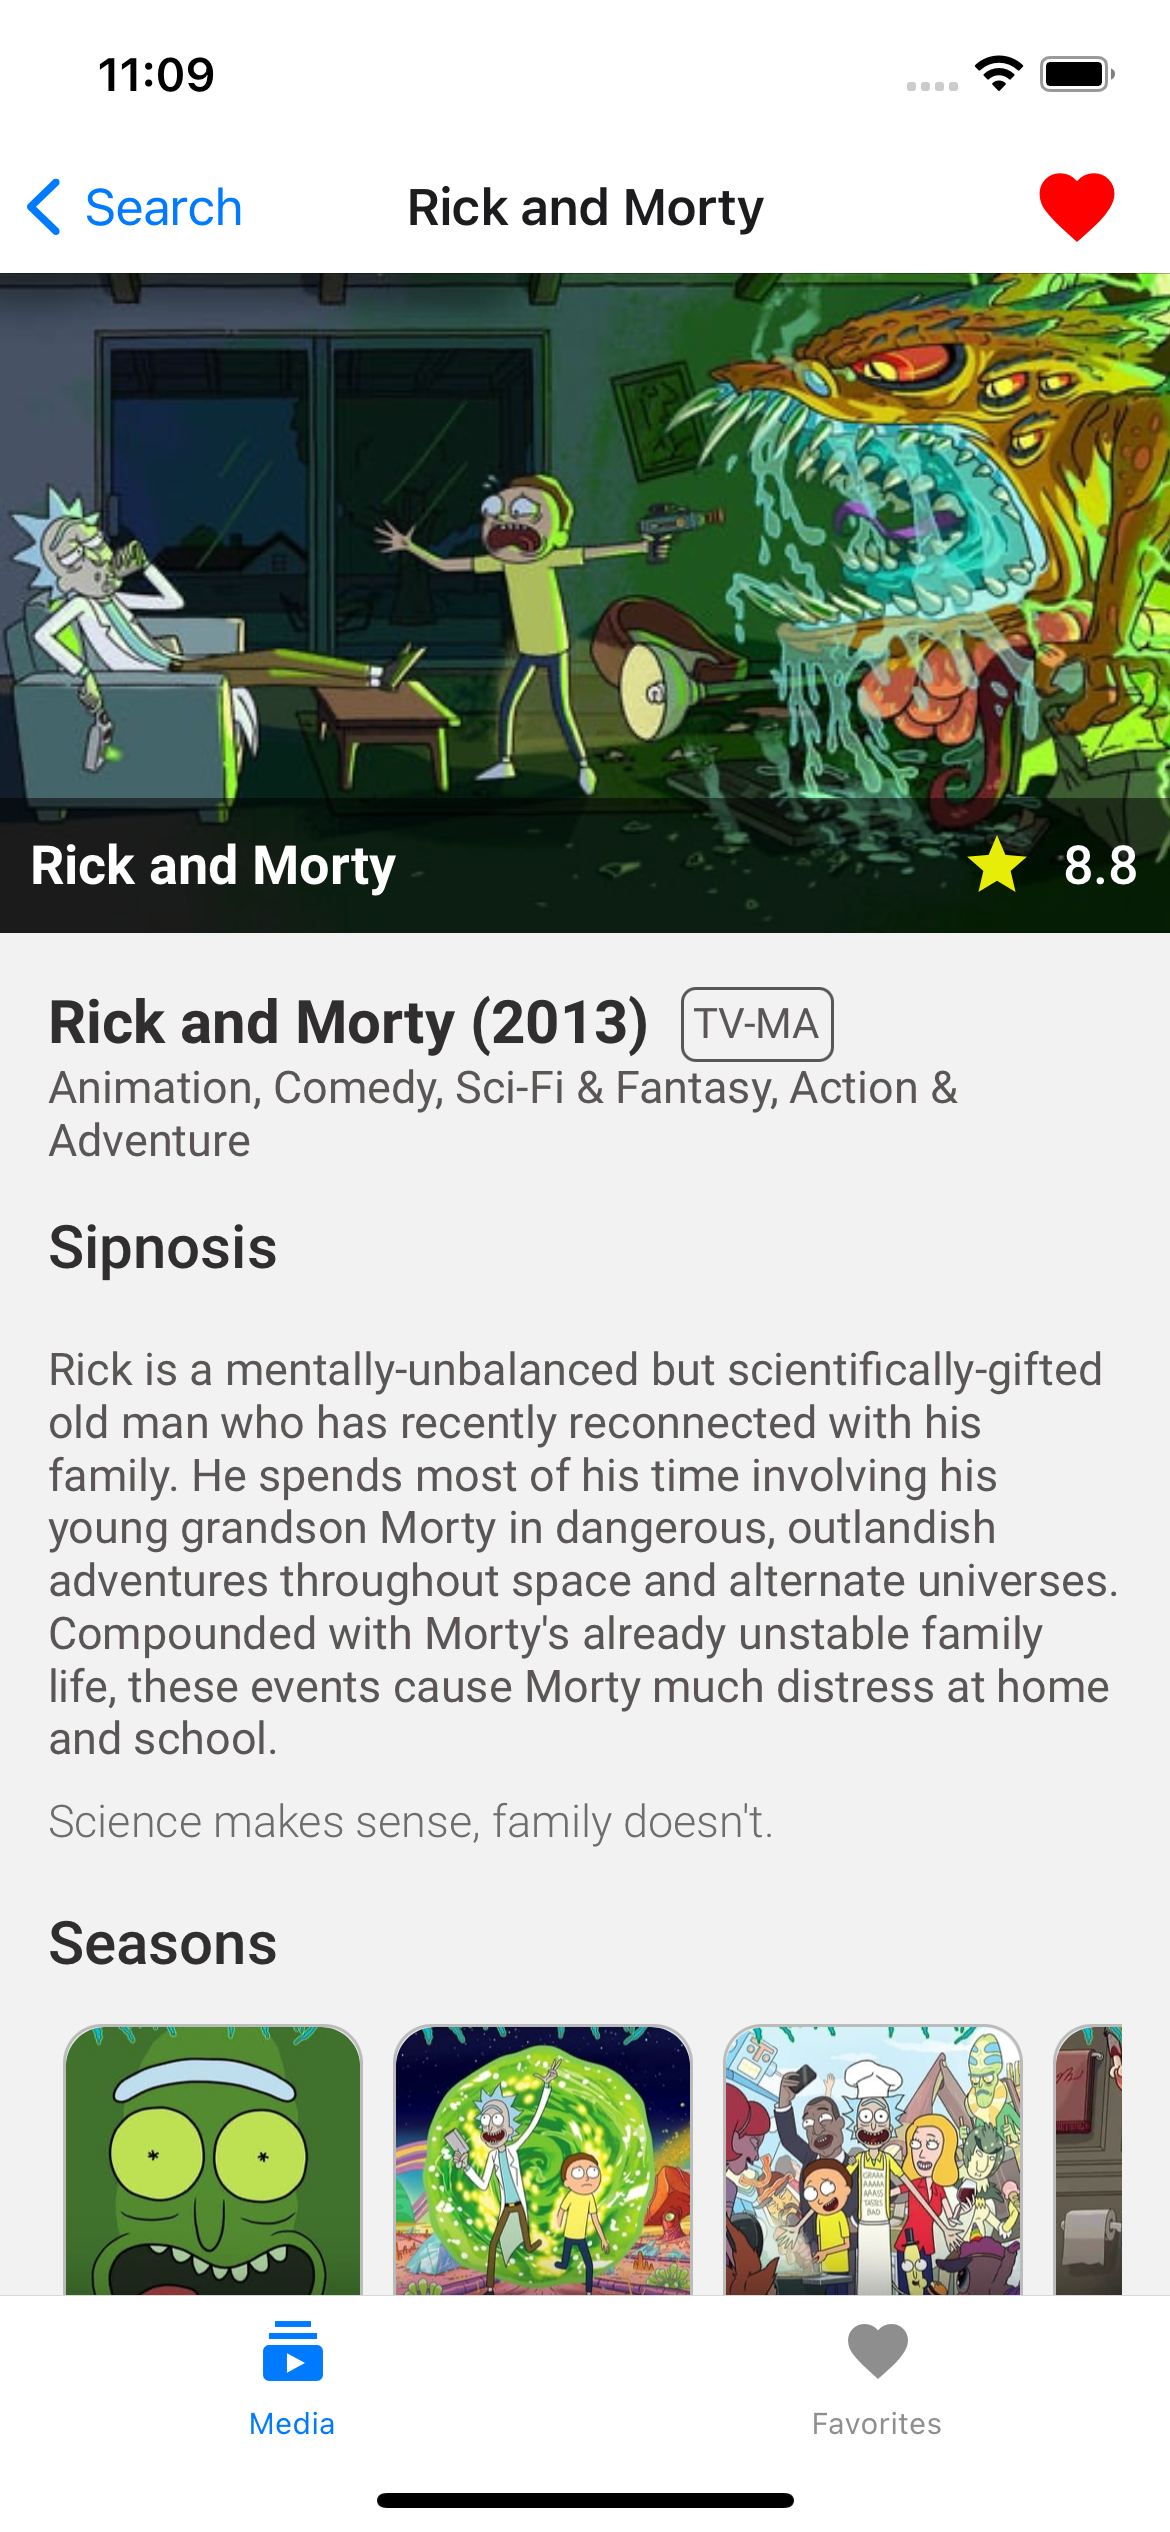 11:09
Search
Rick and Morty
Rick and Morty
8.8
Rick and Morty (2013)
TV-MA
Animation, Comedy, Sci-Fi & Fantasy, Action &
Adventure
Sipnosis
Rick is a mentally-unbalanced but scientifically-gifted
old man who has recently reconnected with his
family. He spends most of his time involving his
young grandson Morty in dangerous, outlandish
adventures throughout space and alternate universes.
Compounded with Morty's already unstable family
life, these events cause Morty much distress at home
and school.
Science makes sense, family doesn't.
Seasons
TASTES
BAD
Media
Favorites